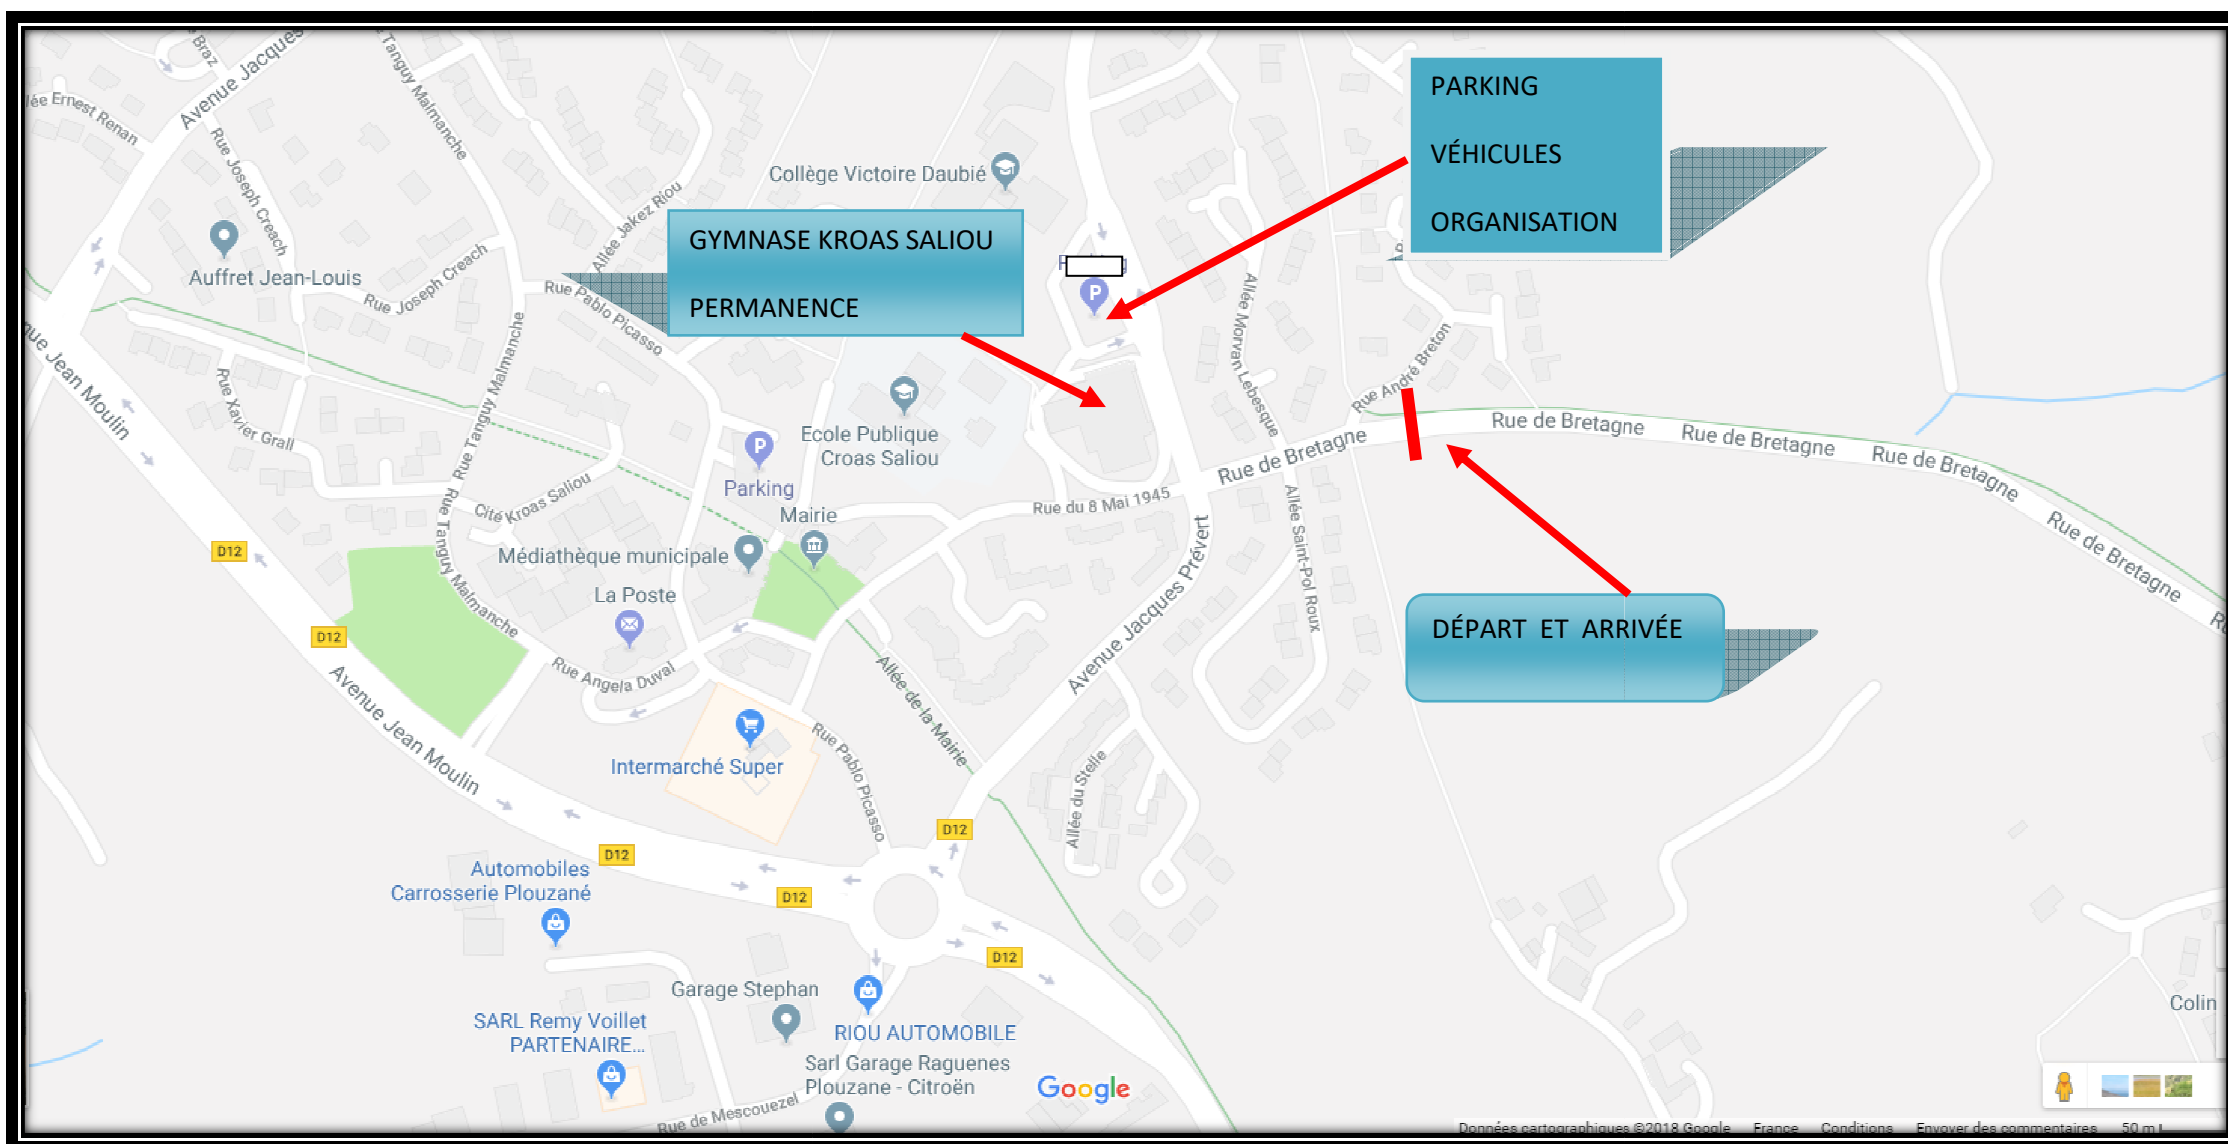 Braz
Avenue Jacques
Tanguy Malmanche
lée Ernest Renan
Rue Joseph Creach
Auffret Jean-Louis
Rue Joseph Creach
Allée Jakez Riou
Rue Pablo Picasso
Collège Victoire Daubié
GYMNASE KROAS SALIOU
PERMANENCE
PARKING
VÉHICULES
ORGANISATION
P
Allée Morvan Lebesque
Rue André Breton
Rue de Bretagne
Rue de Bretagne
Rue de Bretagne
Rue de Bretagne
Rue de Bretagne
nue Jean Moulin
Rue Xavier Grall
Rue Tanguy Malmanche
Rue Tanguy Malmanche
Cité Kroas Saliou
Ecole Publique
Croas Saliou
P
Parking
Mairie
Médiathèque municipale
La Poste
Rue du 8 Mai 1945
Allée Saint-Pol Roux
Avenue Jacques Prévert
DÉPART ET ARRIVÉE
D12
D12
Avenue Jean Moulin
Rue Angela Duval
Allée de la Mairie
Intermarché Super
Rue Pablo Picasso
Allée du Stelle
D12
D12
D12
D12
Automobiles
Carrosserie Plouzané
Garage Stephan
SARL Remy Voillet
PARTENAIRE...
RIOU AUTOMOBILE
Sarl Garage Raguenes
Plouzane - Citroën
Rue de Mescouezel
Colin
Google
Données cartographiques ©2018 Google France Conditions Envoyer des commentaires 50 m